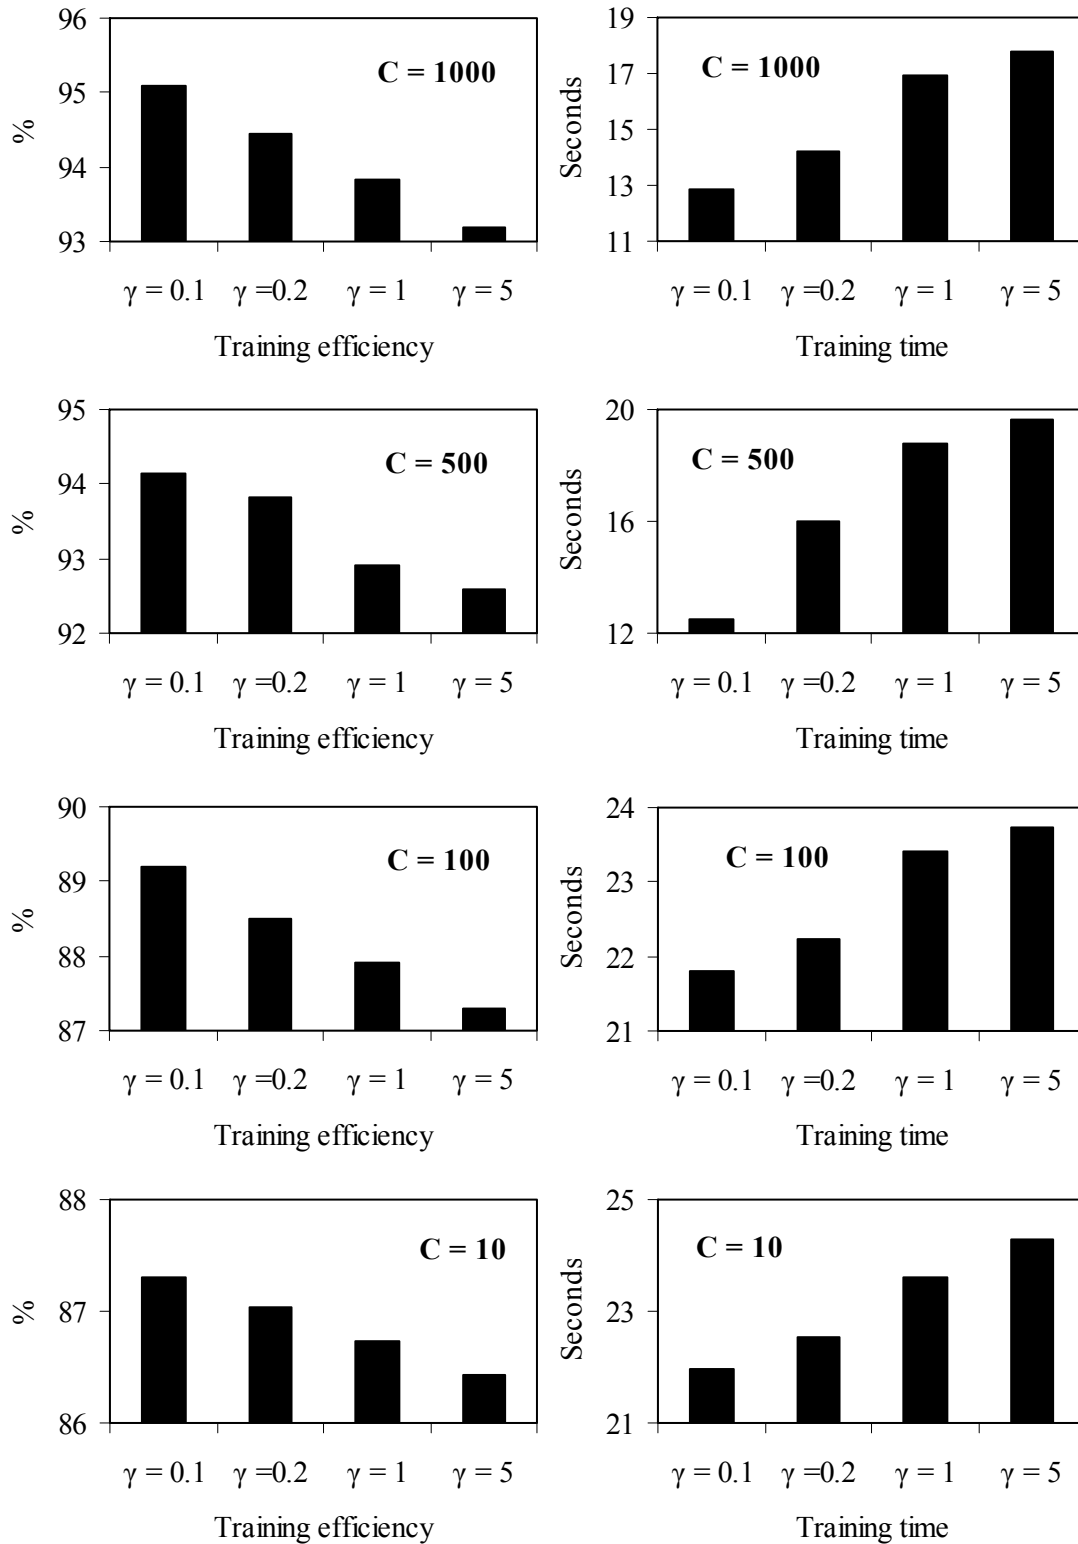 96
95
94
93
%
C = 1000
γ = 0.1 γ =0.2 γ = 1 γ = 5
Training efficiency
19
17
15
13
11
Seconds
C = 1000
γ = 0.1 γ =0.2 γ = 1 γ = 5
Training time
95
94
93
92
%
C = 500
γ = 0.1 γ =0.2 γ = 1 γ = 5
Training efficiency
20
16
12
Seconds
C = 500
γ = 0.1 γ =0.2 γ = 1 γ = 5
Training time
90
89
88
87
%
C = 100
γ = 0.1 γ =0.2 γ = 1 γ = 5
Training efficiency
24
23
22
21
Seconds
C = 100
γ = 0.1 γ =0.2 γ = 1 γ = 5
Training time
88
87
86
%
C = 10
γ = 0.1 γ =0.2 γ = 1 γ = 5
Training efficiency
25
23
21
Seconds
C = 10
γ = 0.1 γ =0.2 γ = 1 γ = 5
Training time